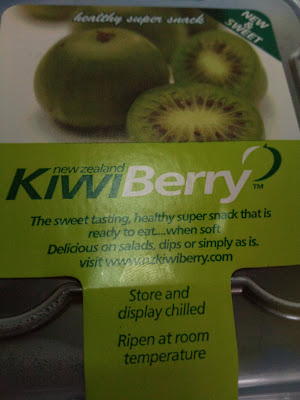 healthy super snack
NEW &
SWEET
new zealand
KiwiBerry™
The sweet tasting, healthy super snack that is
ready to eat....when soft
Delicious on salads, dips or simply as is.
visit www.nzkiwiberry.com
Store and
display chilled
Ripen at room
temperature